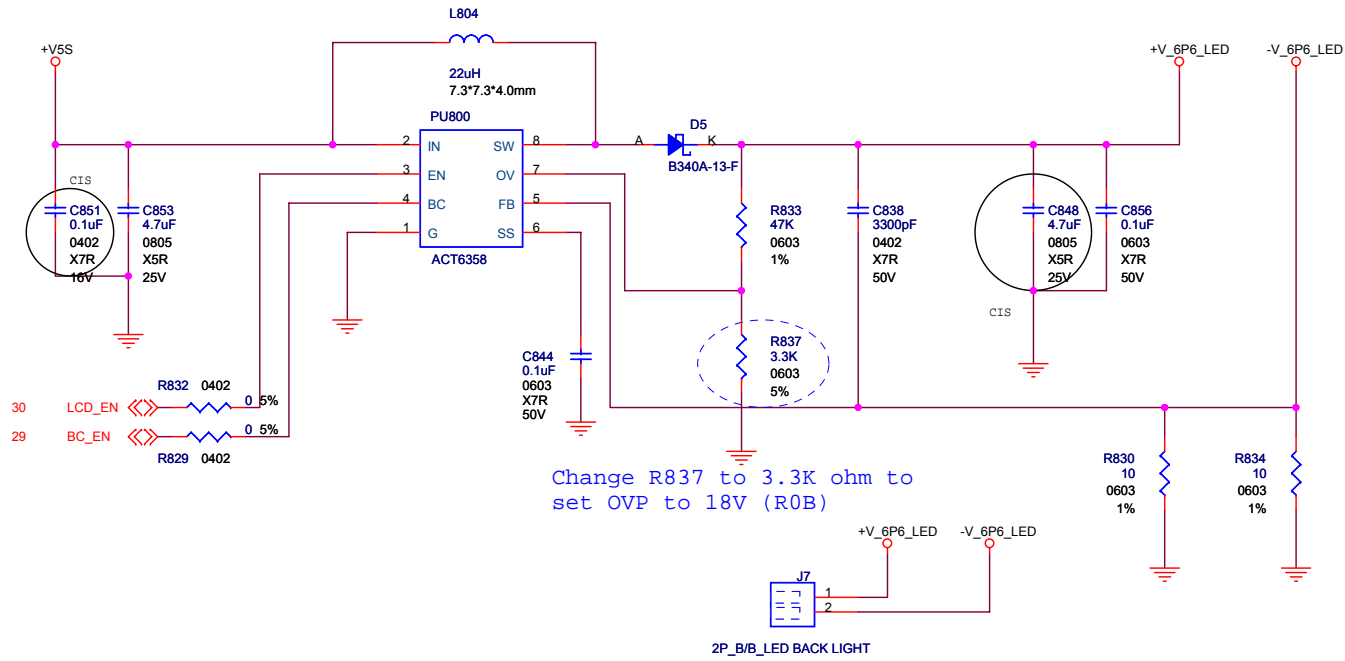 L804
22uH
7.3*7.3*4.0mm
+V5S
+V_6P6_LED
-V_6P6_LED
PU800
2 IN
3 EN
4 BC
1 G
SW 8
OV 7
FB 5
SS 6
ACT6358
A
D5
K
B340A-13-F
CIS
C851
0.1uF
0402
X7R
16V
C853
4.7uF
0805
X5R
25V
R833
47K
0603
1%
C838
3300pF
0402
X7R
50V
C848
4.7uF
0805
X5R
25V
C856
0.1uF
0603
X7R
50V
CIS
R837
3.3K
0603
5%
C844
0.1uF
0603
X7R
50V
R832 0402
0 5%
30 LCD_EN
29 BC_EN
0 5%
R829 0402
Change R837 to 3.3K ohm to
set OVP to 18V (R0B)
R830
10
0603
1%
R834
10
0603
1%
+V_6P6_LED
-V_6P6_LED
J7
1
2
2P_B/B_LED BACK LIGHT